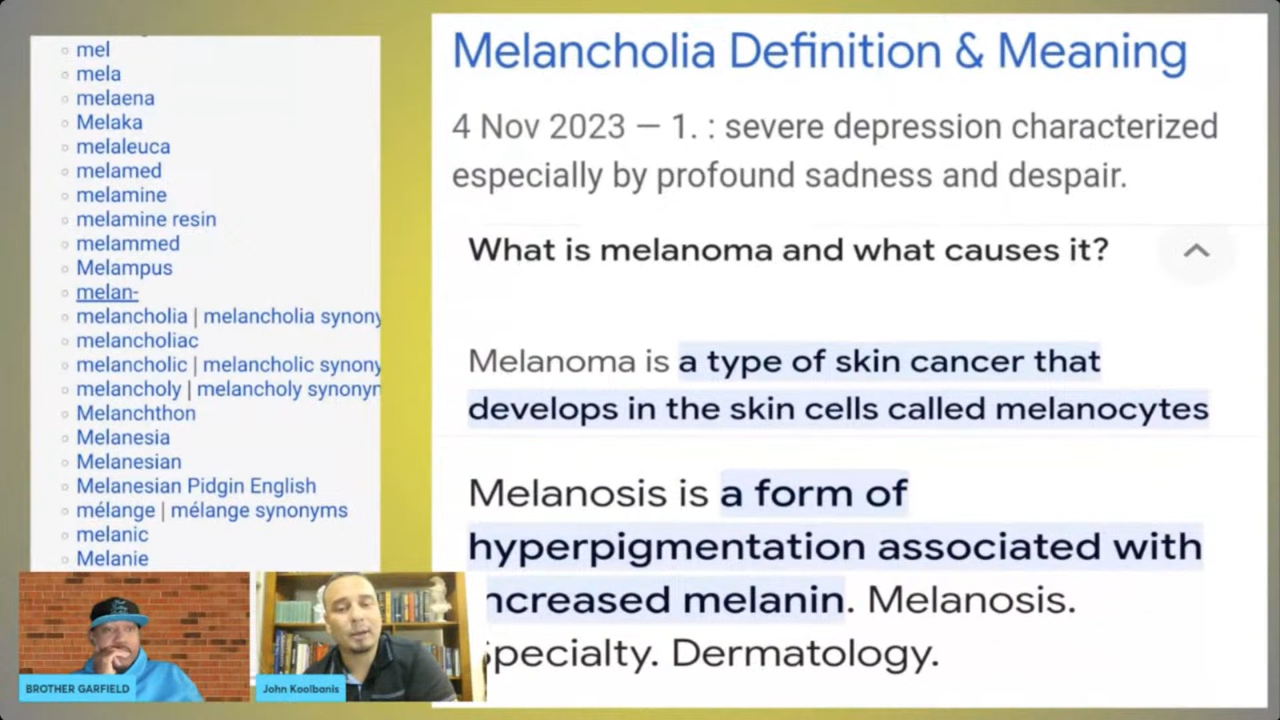 mel
mela
melaena
Melaka
melaleuca
melamed
melamine
melamine resin
melammed
Melampus
melan-
melancholia | melancholia synony
melancholiac
melancholic | melancholic synony
melancholy | melancholy synonyn
Melanchthon
Melanesia
Melanesian
Melanesian Pidgin English
mélange | mélange synonyms
melanic
Melanie
Melancholia Definition & Meaning
4 Nov 2023 — 1. : severe depression characterized
especially by profound sadness and despair.
What is melanoma and what causes it?
Melanoma is a type of skin cancer that
develops in the skin cells called melanocytes
Melanosis is a form of
hyperpigmentation associated with
ncreased melanin. Melanosis.
pecialty. Dermatology.
BROTHER GARFIELD
John Koolbanis